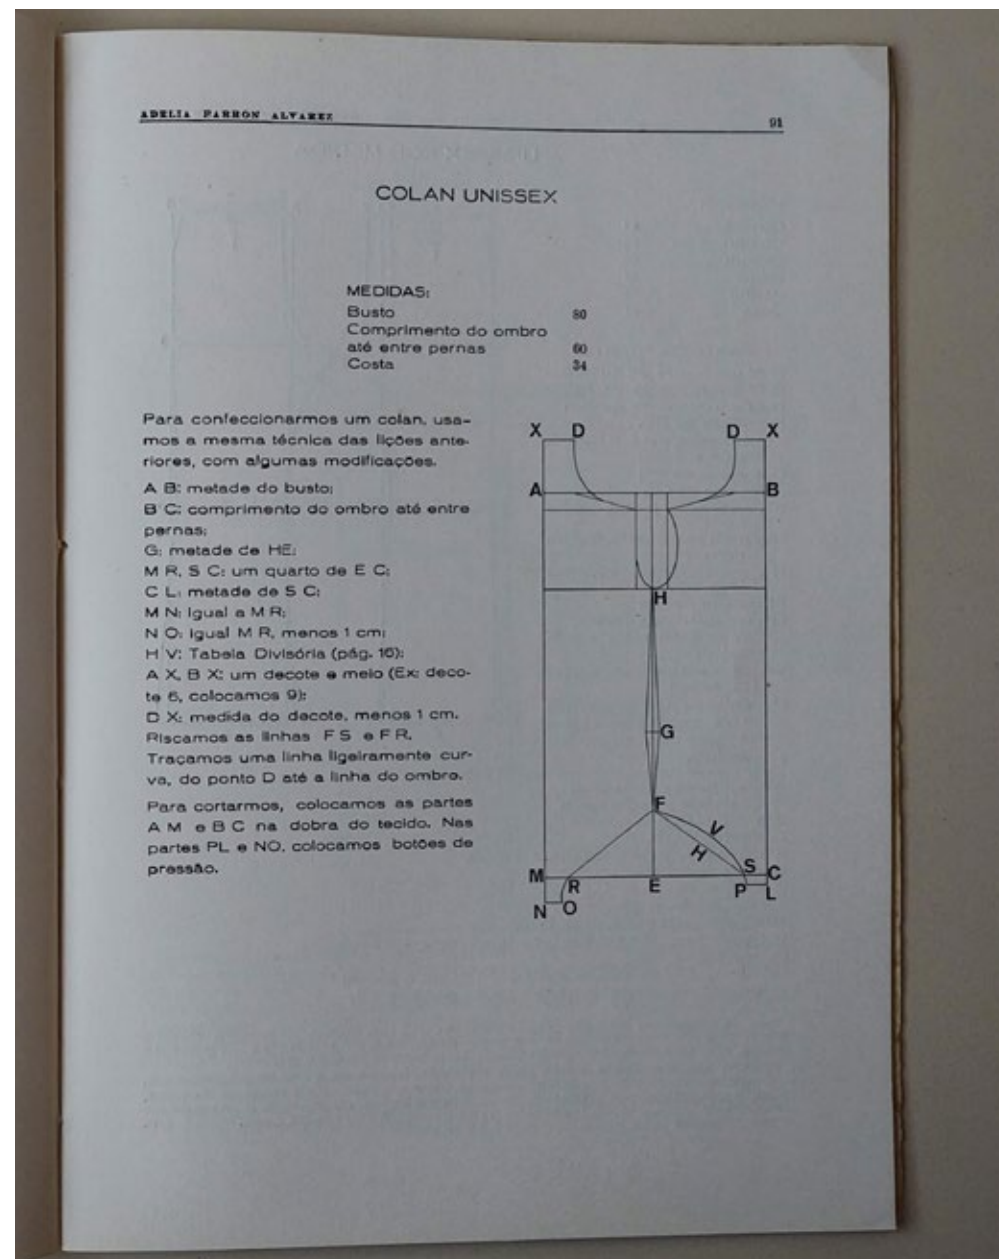 ADELIA PARRON ALVAREZ 91
COLAN UNISSEX
MEDIDAS:
Busto 80
Comprimento do ombro
até entre pernas 60
Costa 34
Para confeccionarmos um colan, usa-
mos a mesma técnica das lições ante-
riores, com algumas modificações.
A B: metade do busto;
B C: comprimento do ombro até entre
pernas;
G: metade de HE;
M R, S C: um quarto de E C;
C L: metade de S C;
M N: Igual a M R;
N O: Igual M R, menos 1 cm;
H V: Tabela Divisória (pág. 16);
A X, B X: um decote e meio (Ex: deco-
te 6, colocamos 9);
D X: medida do decote, menos 1 cm.
Riscamos as linhas F S e F R.
Traçamos uma linha ligeiramente cur-
va, do ponto D até a linha do ombro.
Para cortarmos, colocamos as partes
A M e B C na dobra do tecido. Nas
partes PL e NO, colocamos botões de
pressão.
X D D X
A B
H
G
F
V
H
M R E S C
P L
N O